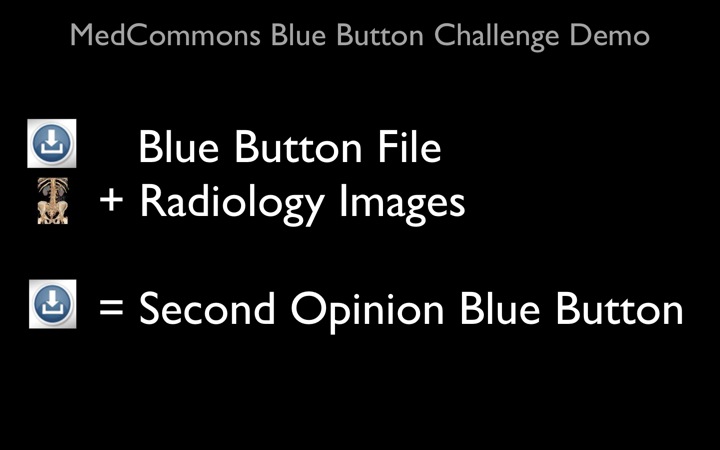 MedCommons Blue Button Challenge Demo
Blue Button File
+ Radiology Images
= Second Opinion Blue Button